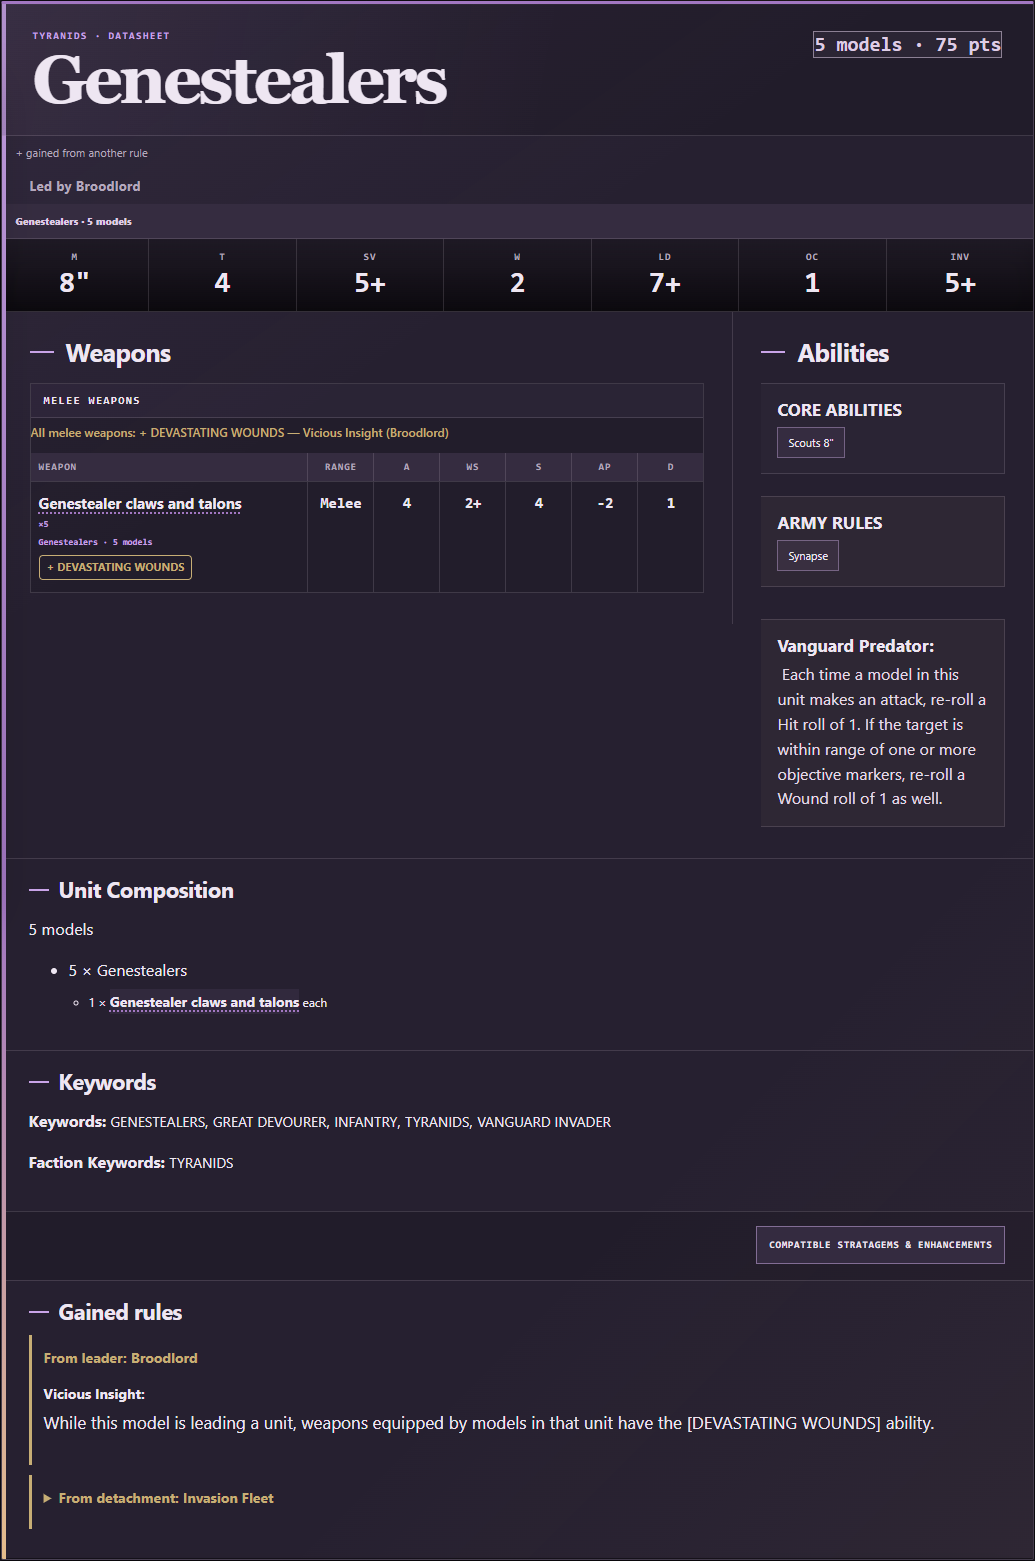 TYRANIDS · DATASHEET
Genestealers
5 models · 75 pts
+ gained from another rule
Led by Broodlord
Genestealers · 5 models
M T SV W LD OC INV
8" 4 5+ 2 7+ 1 5+
Weapons
MELEE WEAPONS
All melee weapons: + DEVASTATING WOUNDS — Vicious Insight (Broodlord)
WEAPON RANGE A WS S AP D
Genestealer claws and talons Melee 4 2+ 4 -2 1
×5
Genestealers · 5 models
+ DEVASTATING WOUNDS
Abilities
CORE ABILITIES
Scouts 8"
ARMY RULES
Synapse
Vanguard Predator:
Each time a model in this
unit makes an attack, re-roll a
Hit roll of 1. If the target is
within range of one or more
objective markers, re-roll a
Wound roll of 1 as well.
Unit Composition
5 models
• 5 × Genestealers
◦ 1 × Genestealer claws and talons each
Keywords
Keywords: GENESTEALERS, GREAT DEVOURER, INFANTRY, TYRANIDS, VANGUARD INVADER
Faction Keywords: TYRANIDS
COMPATIBLE STRATAGEMS & ENHANCEMENTS
Gained rules
From leader: Broodlord
Vicious Insight:
While this model is leading a unit, weapons equipped by models in that unit have the [DEVASTATING WOUNDS] ability.
▶ From detachment: Invasion Fleet